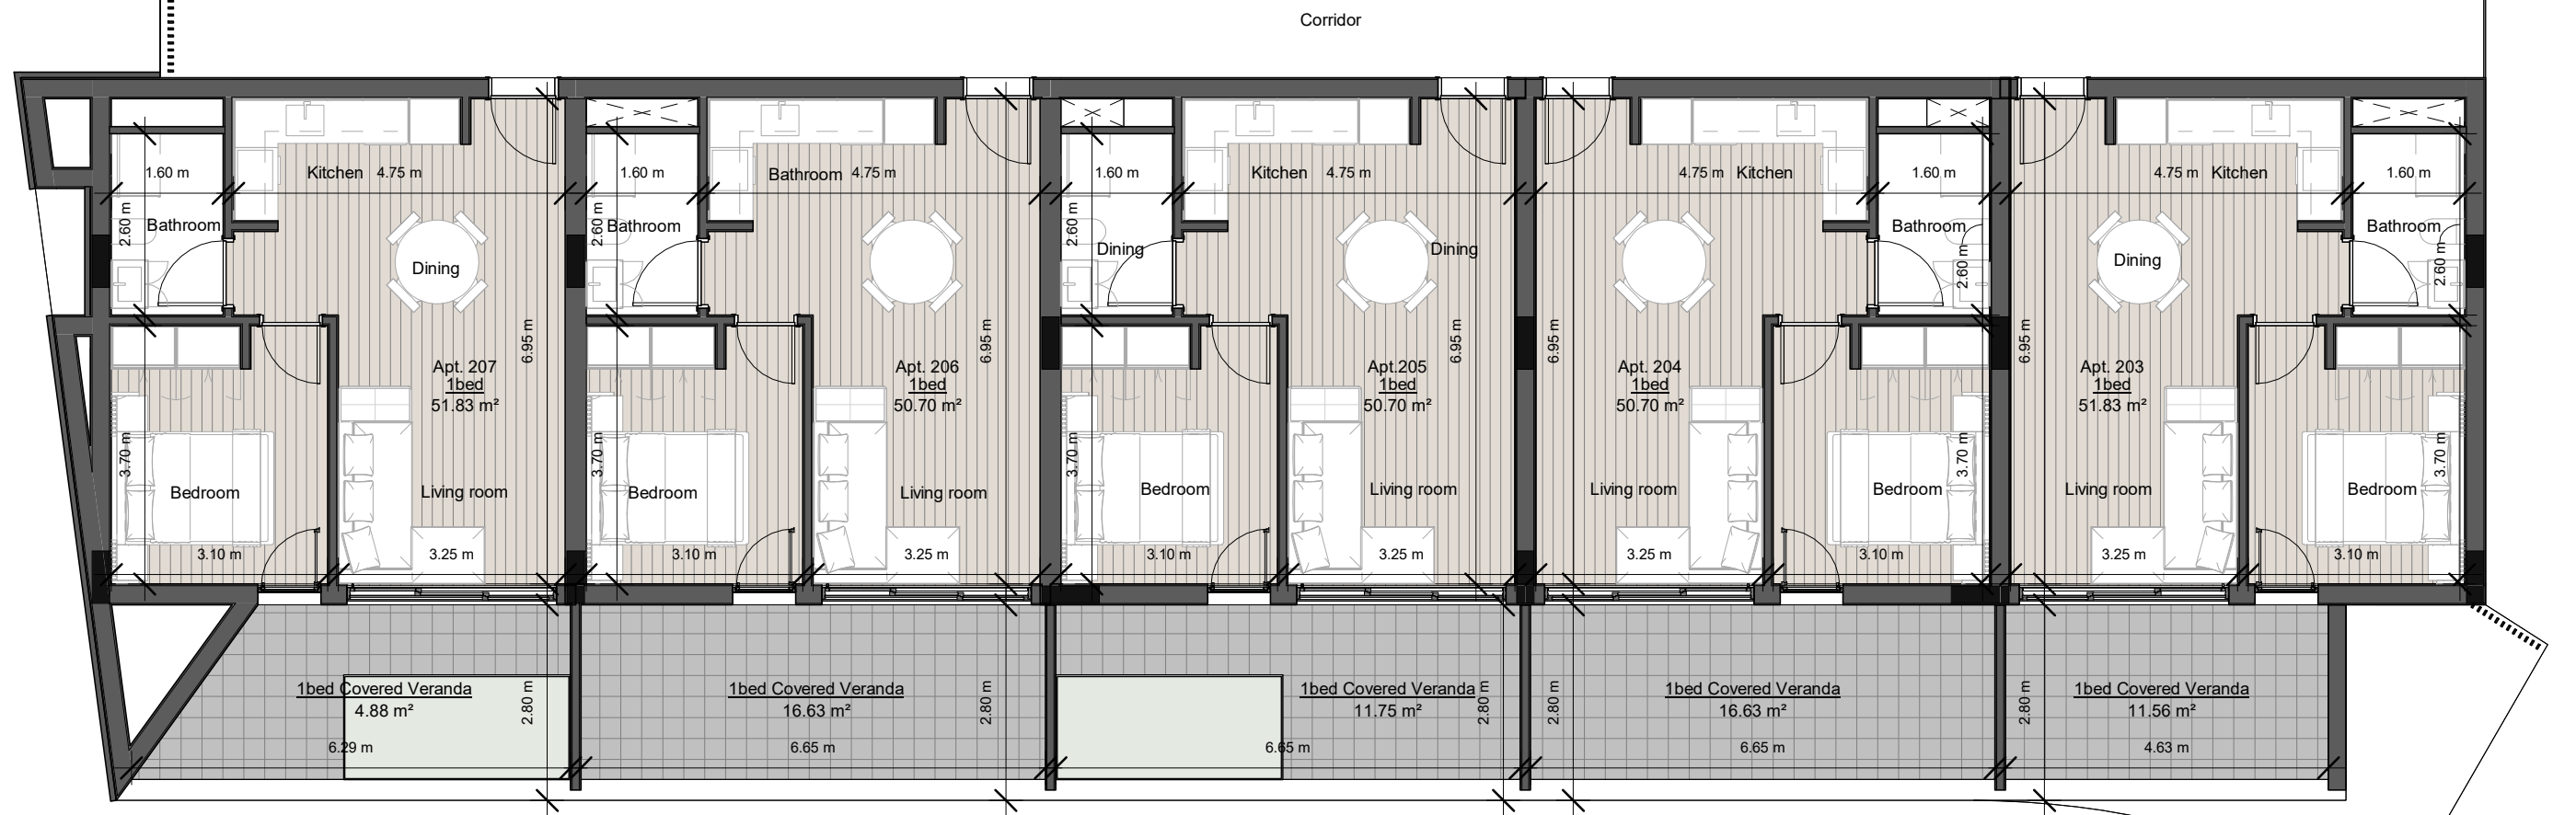 Corridor
1.60 m
Kitchen 4.75 m
1.60 m
Bathroom 4.75 m
1.60 m
Kitchen 4.75 m
4.75 m Kitchen
1.60 m
4.75 m Kitchen
1.60 m
2.60 m
Bathroom
2.60 m
Bathroom
2.60 m
Dining
Dining
Bathroom
2.60 m
Bathroom
2.60 m
Dining
Dining
6.95 m
6.95 m
6.95 m
6.95 m
6.95 m
Apt. 207
1bed
51.83 m²
Apt. 206
1bed
50.70 m²
Apt.205
1bed
50.70 m²
Apt. 204
1bed
50.70 m²
Apt. 203
1bed
51.83 m²
3.70 m
3.70 m
3.70 m
3.70 m
3.70 m
Bedroom
Living room
Bedroom
Living room
Bedroom
Living room
Living room
Bedroom
Living room
Bedroom
3.10 m
3.25 m
3.10 m
3.25 m
3.10 m
3.25 m
3.25 m
3.10 m
3.25 m
3.10 m
1bed Covered Veranda
4.88 m²
2.80 m
6.29 m
1bed Covered Veranda
16.63 m²
2.80 m
6.65 m
1bed Covered Veranda
11.75 m²
2.80 m
6.65 m
2.80 m
1bed Covered Veranda
16.63 m²
6.65 m
2.80 m
1bed Covered Veranda
11.56 m²
4.63 m